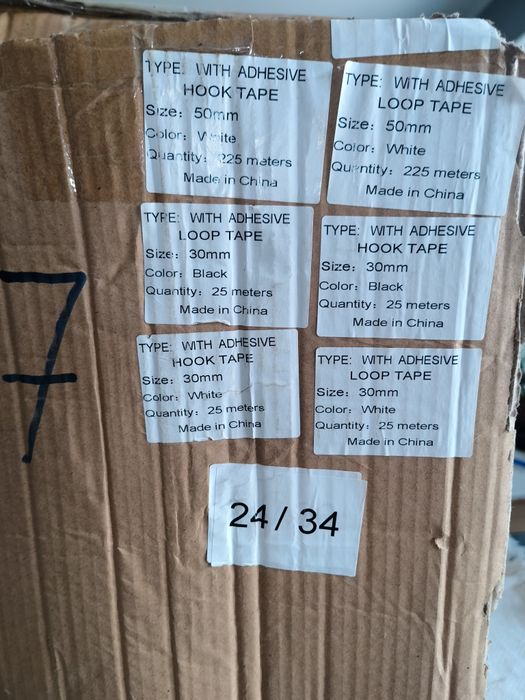 TYPE: WITH ADHESIVE
HOOK TAPE
Size: 50mm
Color: White
Quantity: 225 meters
Made in China
TYPE: WITH ADHESIVE
LOOP TAPE
Size: 50mm
Color: White
Quantity: 225 meters
Made in China
TYPE: WITH ADHESIVE
LOOP TAPE
Size: 30mm
Color: Black
Quantity: 25 meters
Made in China
TYPE: WITH ADHESIVE
HOOK TAPE
Size: 30mm
Color: Black
Quantity: 25 meters
Made in China
TYPE: WITH ADHESIVE
HOOK TAPE
Size: 30mm
Color: White
Quantity: 25 meters
Made in China
TYPE: WITH ADHESIVE
LOOP TAPE
Size: 30mm
Color: White
Quantity: 25 meters
Made in China
7
24 / 34